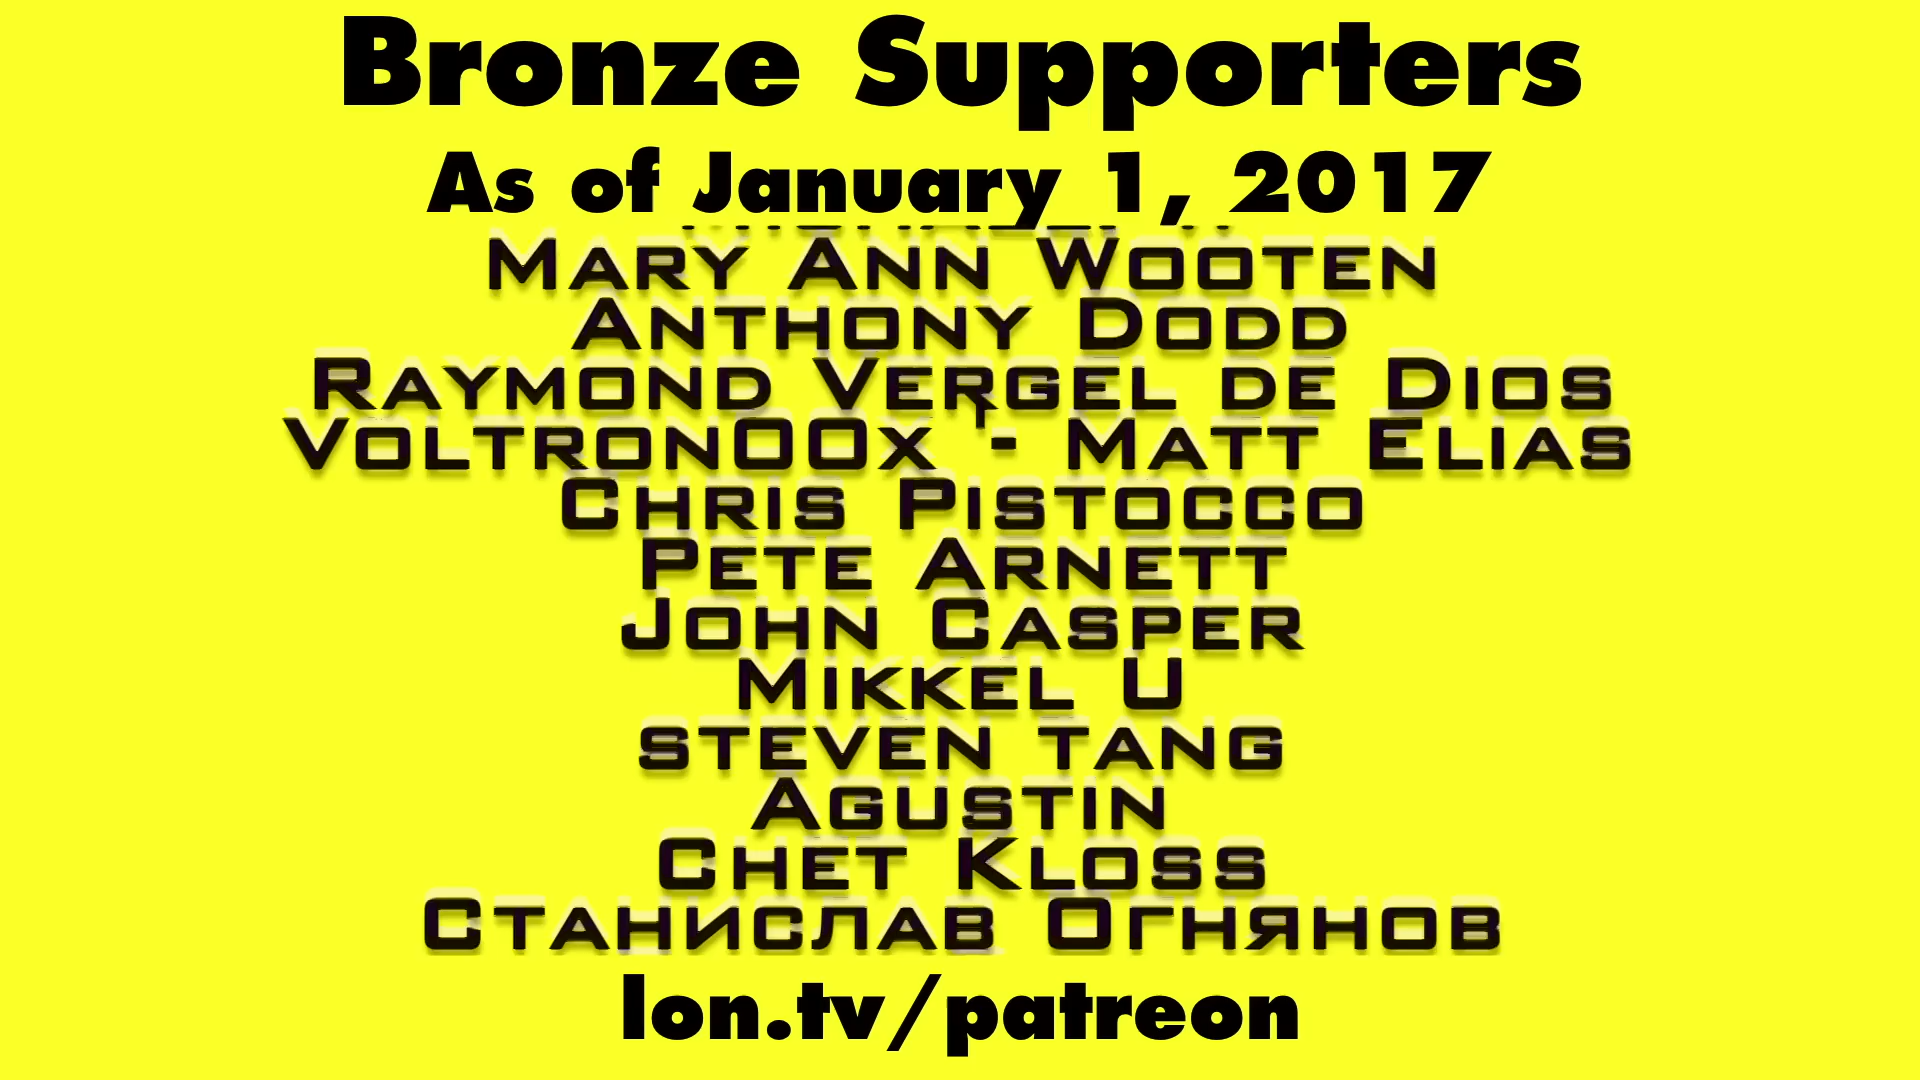 Bronze Supporters
As of January 1, 2017
Mary Ann Wooten
Anthony Dodd
Raymond Vergel de Dios
Voltron00x - Matt Elias
Chris Pistocco
Pete Arnett
John Casper
Mikkel U
steven tang
Agustin
Chet Kloss
Станислав Огнянов
lon.tv/patreon